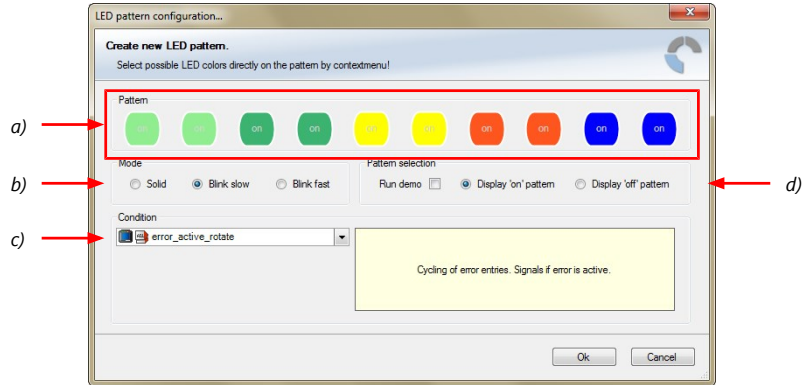 LED pattern configuration...
Create new LED pattern.
Select possible LED colors directly on the pattern by contextmenu!
Pattern
a)
on on on on on on on on on on
Mode
Pattern selection
b)
Solid Blink slow Blink fast
Run demo Display 'on' pattern Display 'off' pattern
d)
Condition
c)
error_active_rotate
Cycling of error entries. Signals if error is active.
Ok Cancel